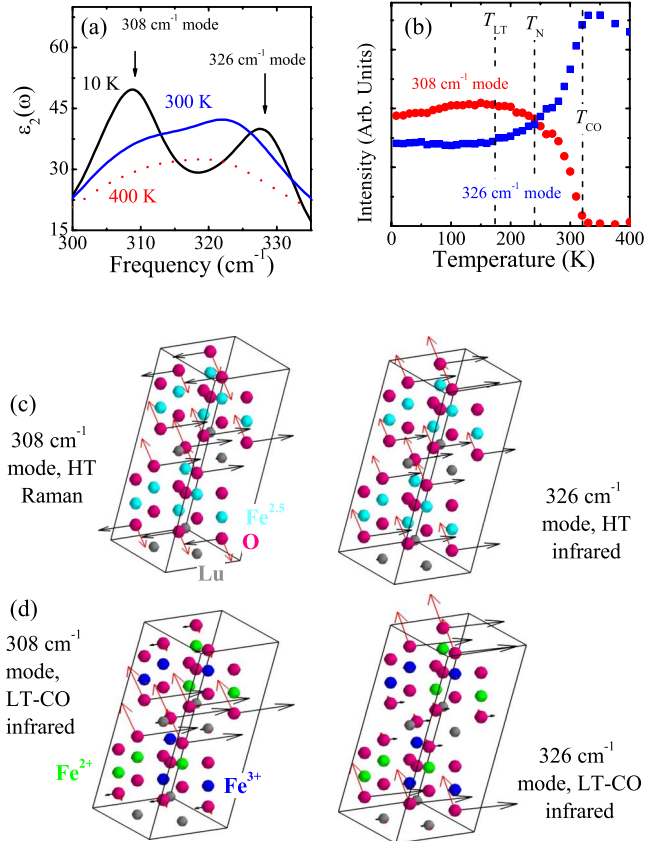 (a)
308 cm⁻¹
mode
326 cm⁻¹
mode
10 K
300 K
400 K
ε₂(ω)
60
45
30
15
300
310
320
330
Frequency (cm⁻¹)
(b)
T_LT
T_N
T_CO
308 cm⁻¹ mode
326 cm⁻¹ mode
Intensity (Arb. Units)
0
100
200
300
400
Temperature (K)
(c)
308 cm⁻¹
mode, HT
Raman
Fe²·⁵
O
Lu
326 cm⁻¹
mode, HT
infrared
(d)
308 cm⁻¹
mode,
LT-CO
infrared
Fe²⁺
Fe³⁺
326 cm⁻¹
mode, LT-CO
infrared